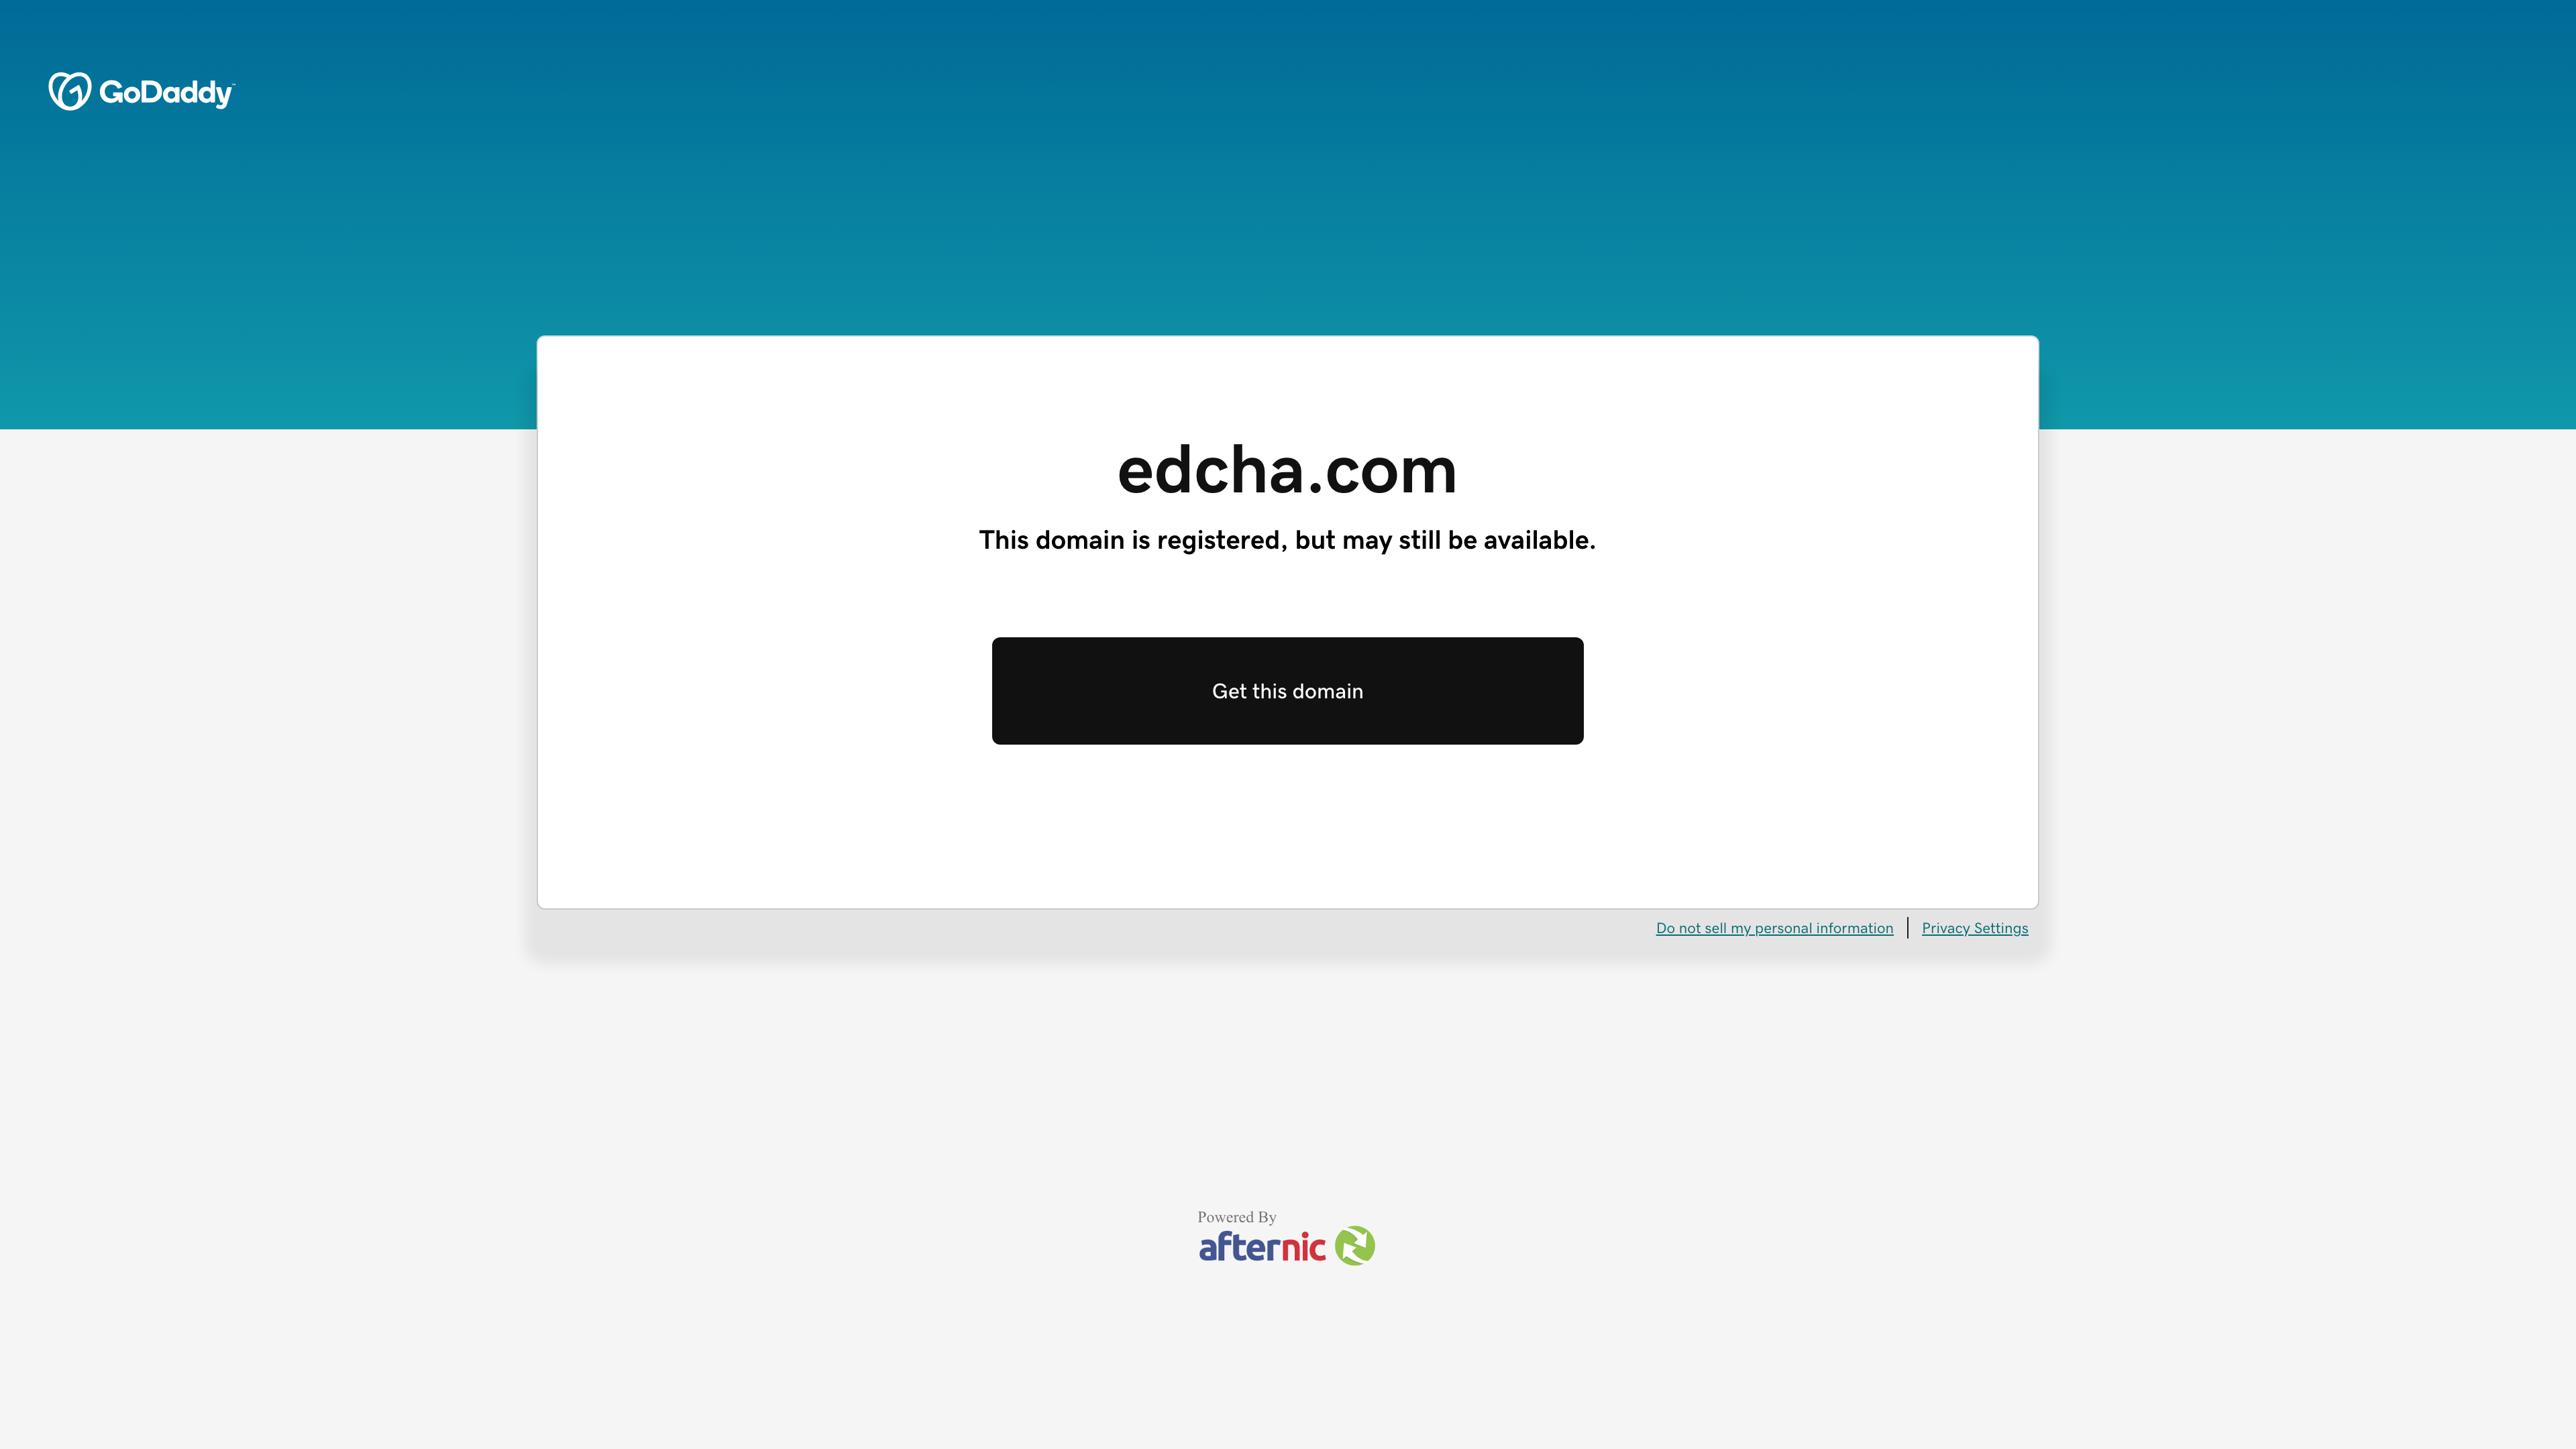 GoDaddy
edcha.com
This domain is registered, but may still be available.
Get this domain
Do not sell my personal information | Privacy Settings
Powered By
afternic